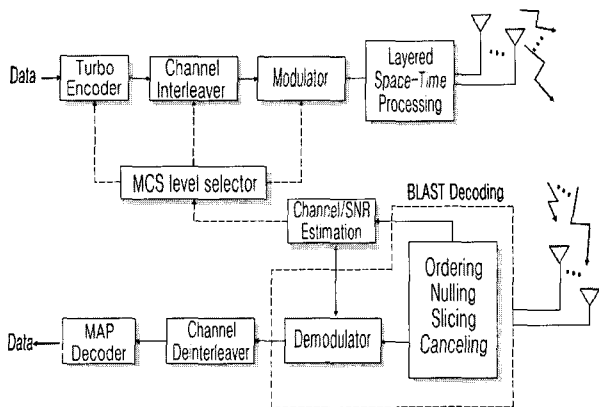 Data
Turbo
Encoder
Channel
Interleaver
Modulator
Layered
Space-Time
Processing
MCS level selector
Channel/SNR
Estimation
BLAST Decoding
Ordering
Nulling
Slicing
Canceling
Data
MAP
Decoder
Channel
Deinterleaver
Demodulator